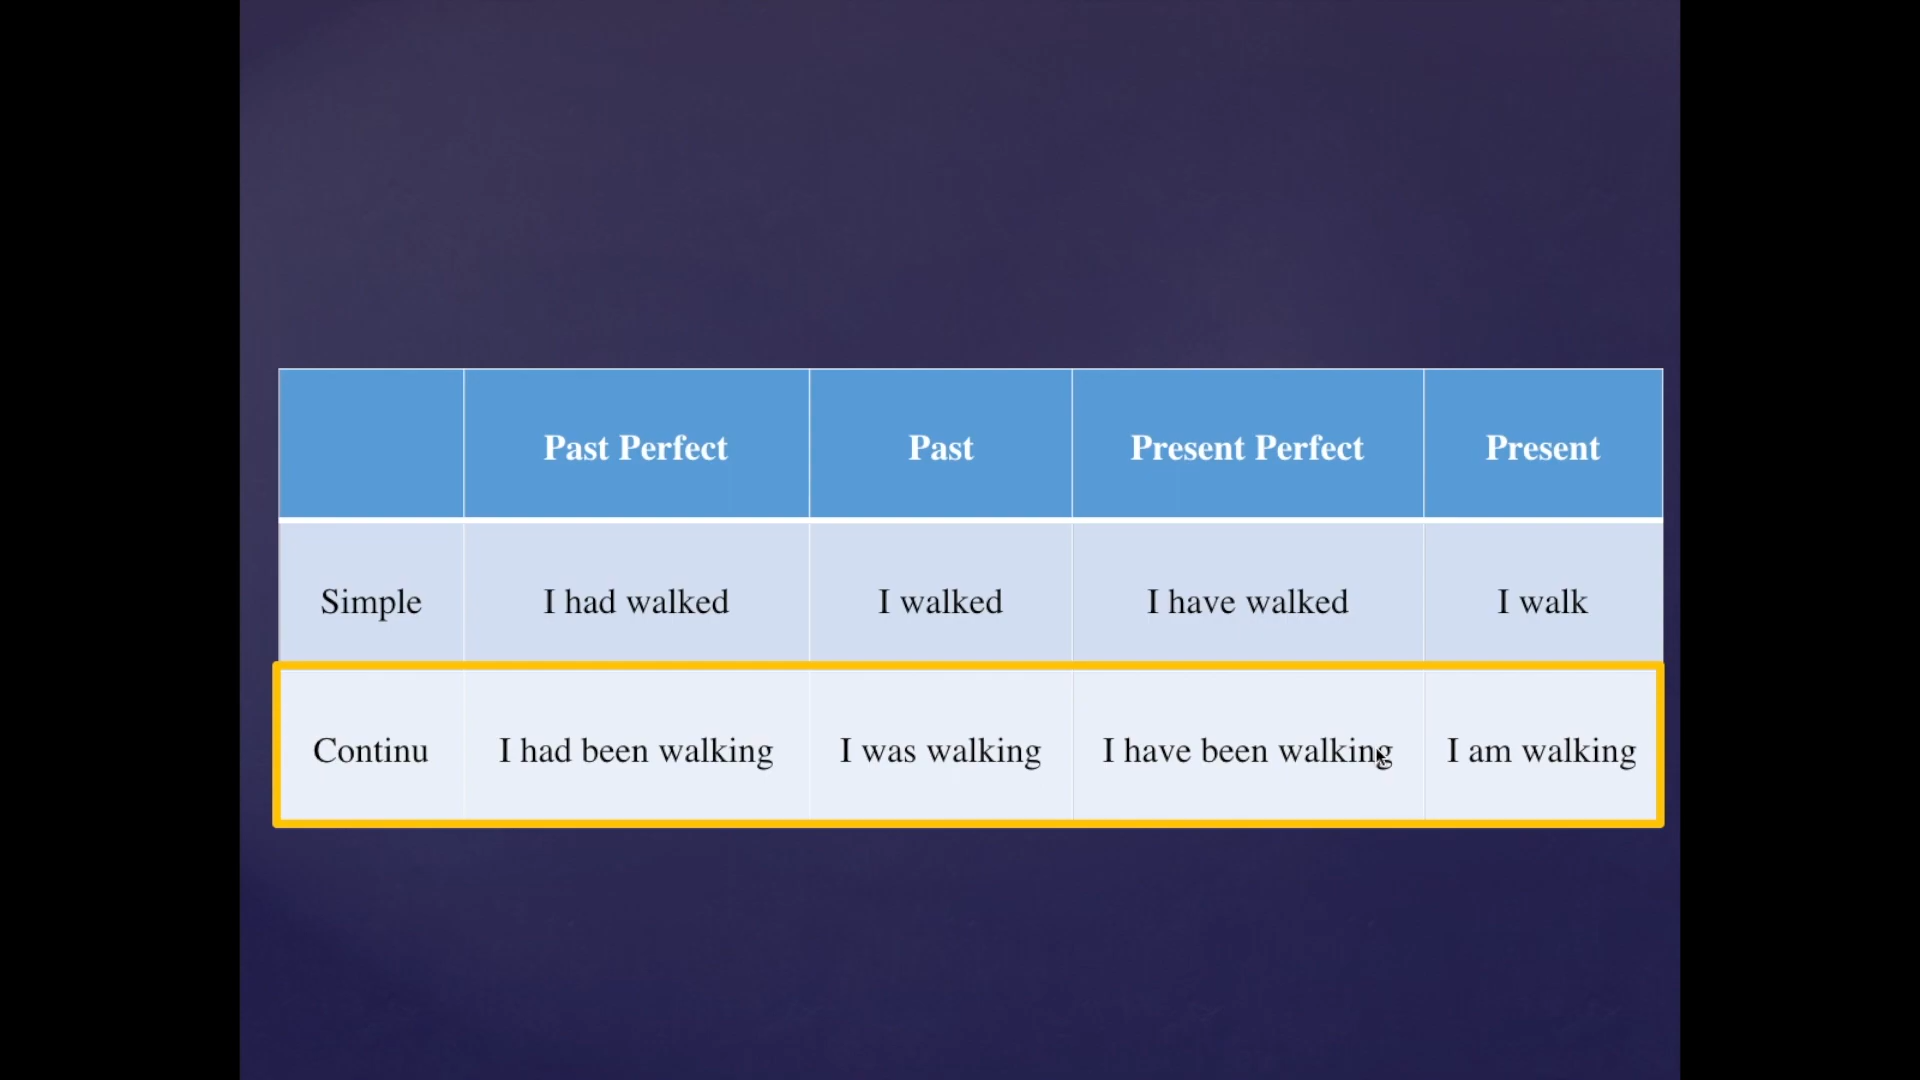 Past Perfect Past Present Perfect Present
Simple I had walked I walked I have walked I walk
Continu I had been walking I was walking I have been walking I am walking